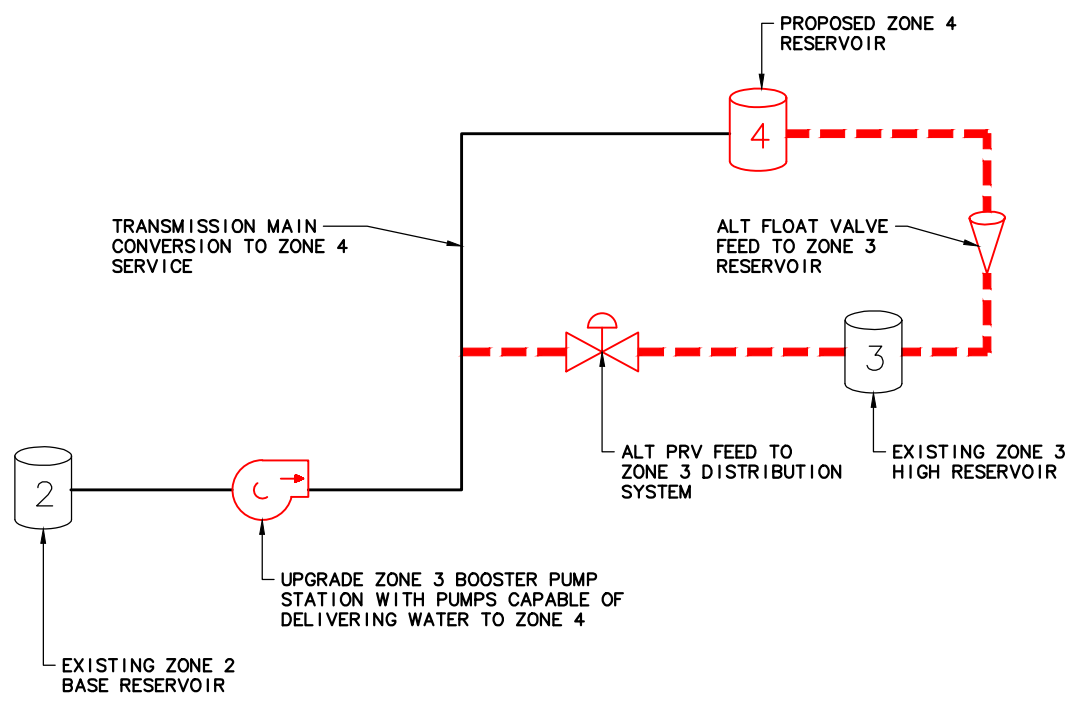 PROPOSED ZONE 4
RESERVOIR
4
TRANSMISSION MAIN
CONVERSION TO ZONE 4
SERVICE
ALT FLOAT VALVE
FEED TO ZONE 3
RESERVOIR
3
ALT PRV FEED TO
ZONE 3 DISTRIBUTION
SYSTEM
EXISTING ZONE 3
HIGH RESERVOIR
2
C
UPGRADE ZONE 3 BOOSTER PUMP
STATION WITH PUMPS CAPABLE OF
DELIVERING WATER TO ZONE 4
EXISTING ZONE 2
BASE RESERVOIR